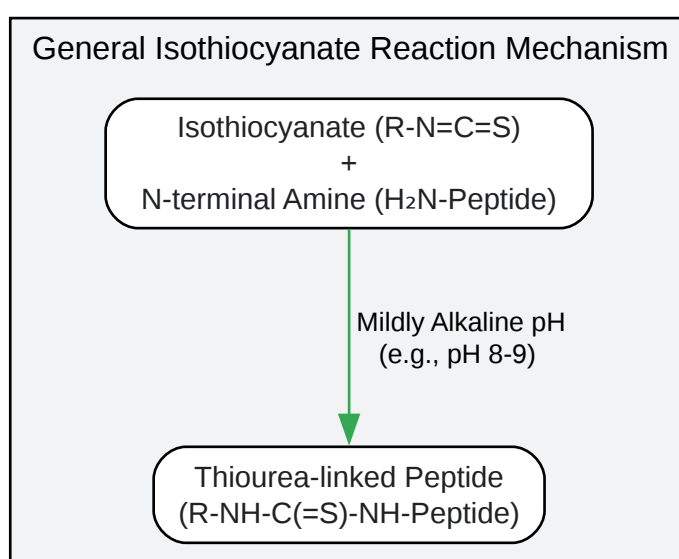 General Isothiocyanate Reaction Mechanism
Isothiocyanate (R-N=C=S)
+
N-terminal Amine (H₂N-Peptide)
Mildly Alkaline pH
(e.g., pH 8-9)
Thiourea-linked Peptide
(R-NH-C(=S)-NH-Peptide)